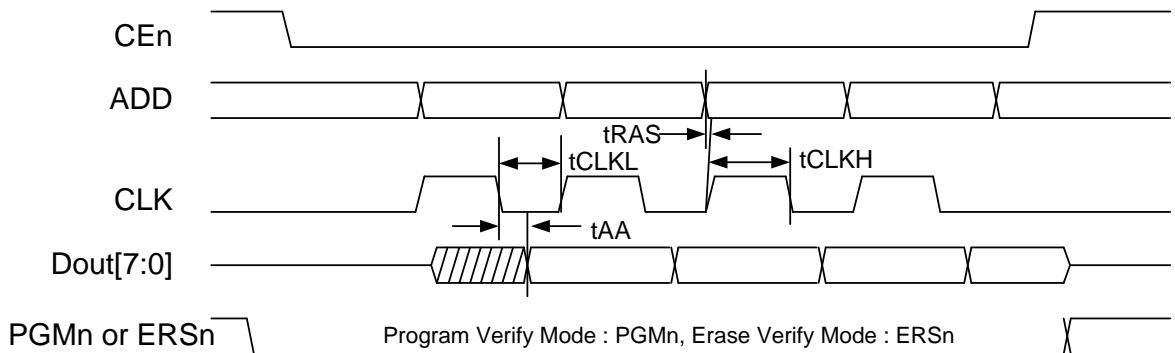 CEn
ADD
tRAS
tCLKL
tCLKH
CLK
tAA
Dout[7:0]
PGMn or ERSn
Program Verify Mode : PGMn, Erase Verify Mode : ERSn